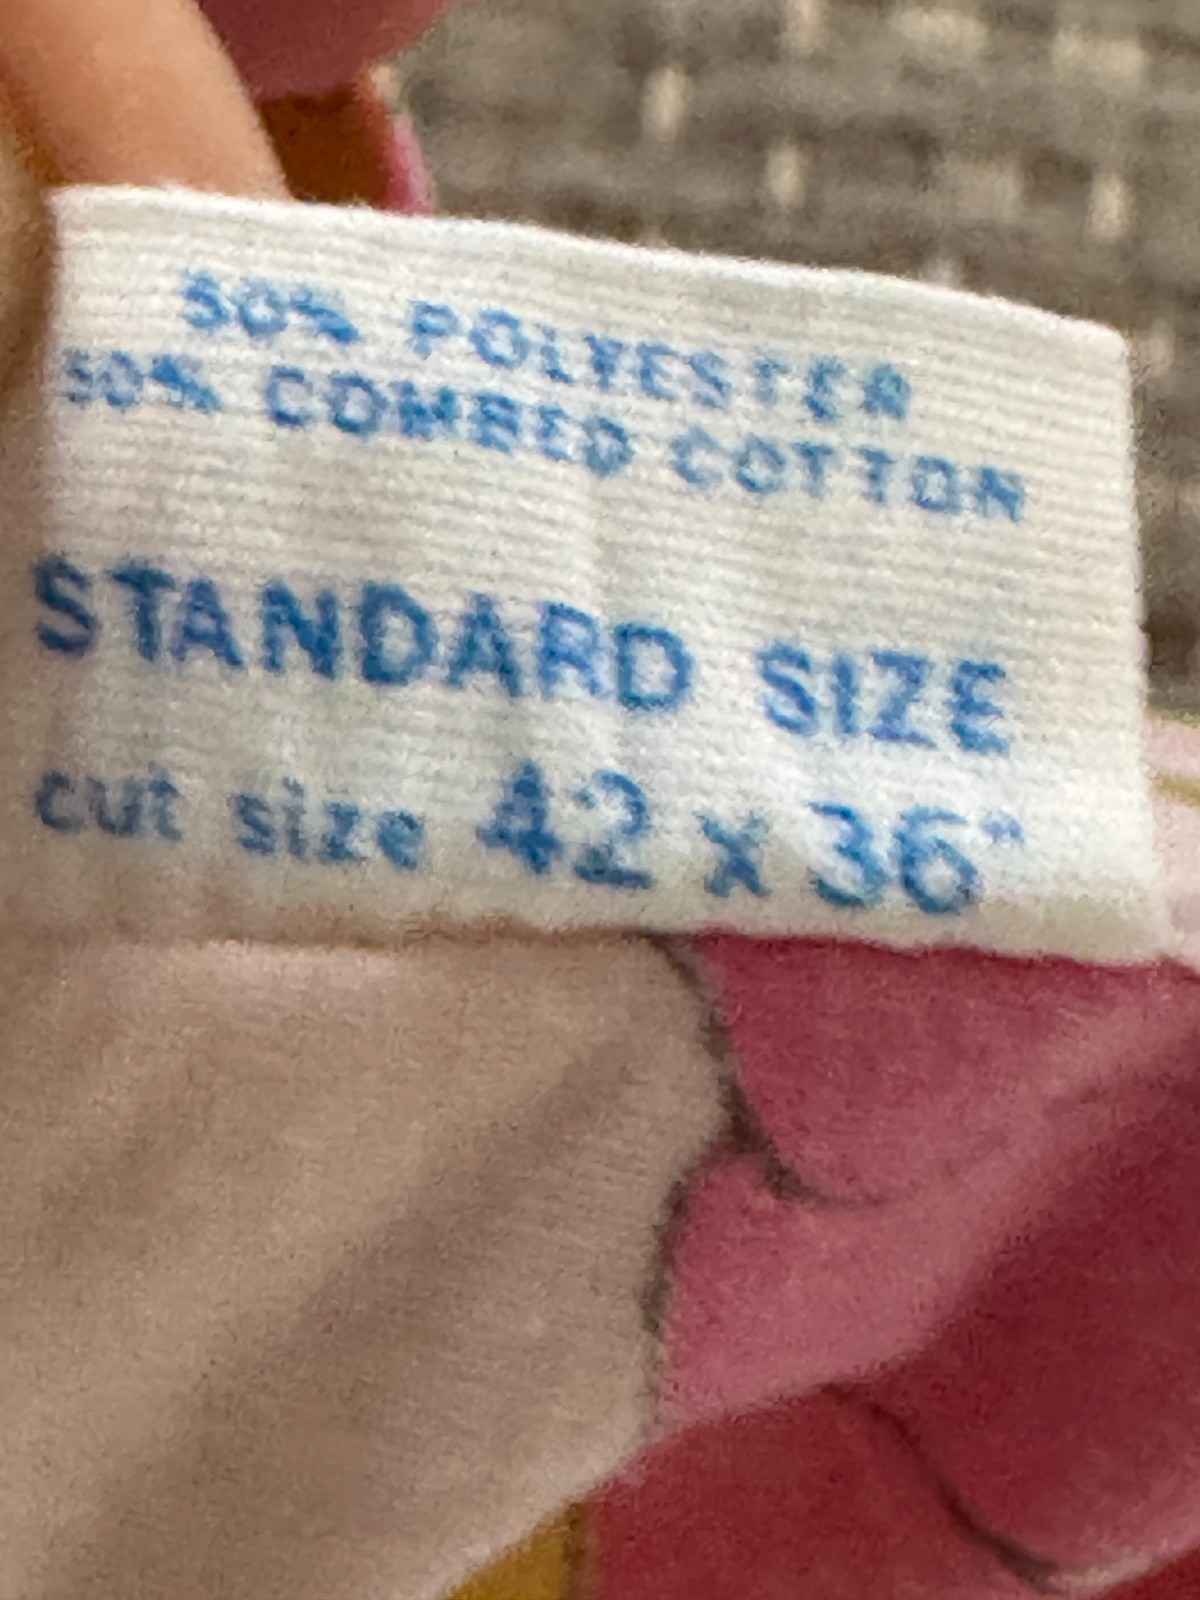 50% POLYESTER
50% COMBED COTTON
STANDARD SIZE
cut size 42 x 36"